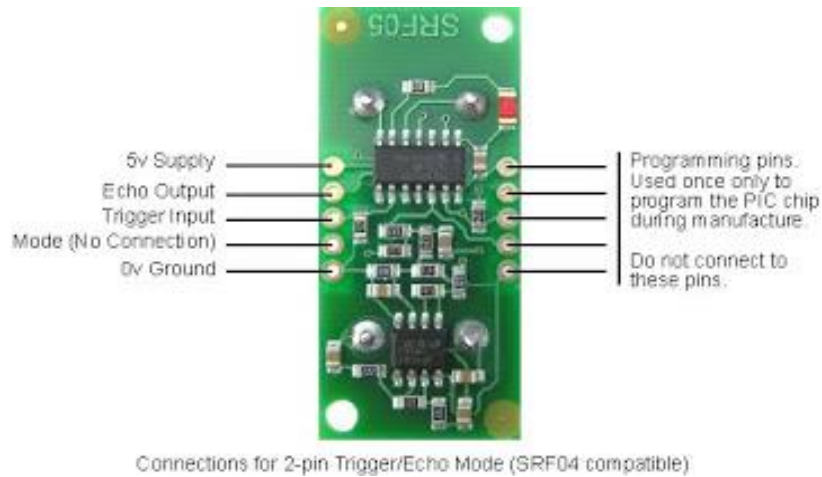 SRF05
5v Supply
Echo Output
Trigger Input
Mode (No Connection)
0v Ground
Programming pins.
Used once only to
program the PIC chip
during manufacture.
Do not connect to
these pins.
Connections for 2-pin Trigger/Echo Mode (SRF04 compatible)